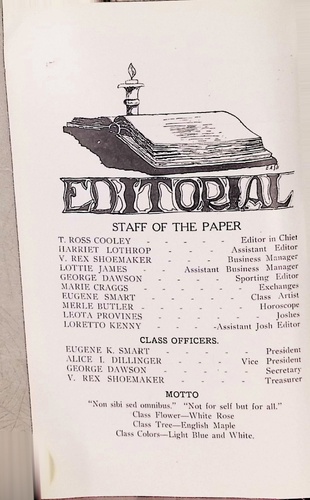 EDITORIAL
STAFF OF THE PAPER
T. ROSS COOLEY - - - - Editor in Chief
HARRIET LOTHROP - - - - Assistant Editor
V. REX SHOEMAKER - - - - Business Manager
LOTTIE JAMES - - Assistant Business Manager
GEORGE DAWSON - - - - Sporting Editor
MARIE CRAGGS - - - - - Exchanges
EUGENE SMART - - - - - Class Artist
MERLE BUTLER - - - - - Horoscope
LEOTA PROVINES - - - - - Joshes
LORETTO KENNY - - - -Assistant Josh Editor
CLASS OFFICERS.
EUGENE K. SMART - - - - President
ALICE I. DILLINGER - - - Vice President
GEORGE DAWSON - - - - Secretary
V. REX SHOEMAKER - - - - Treasurer
MOTTO
"Non sibi sed omnibus." "Not for self but for all."
Class Flower—White Rose
Class Tree—English Maple
Class Colors—Light Blue and White.